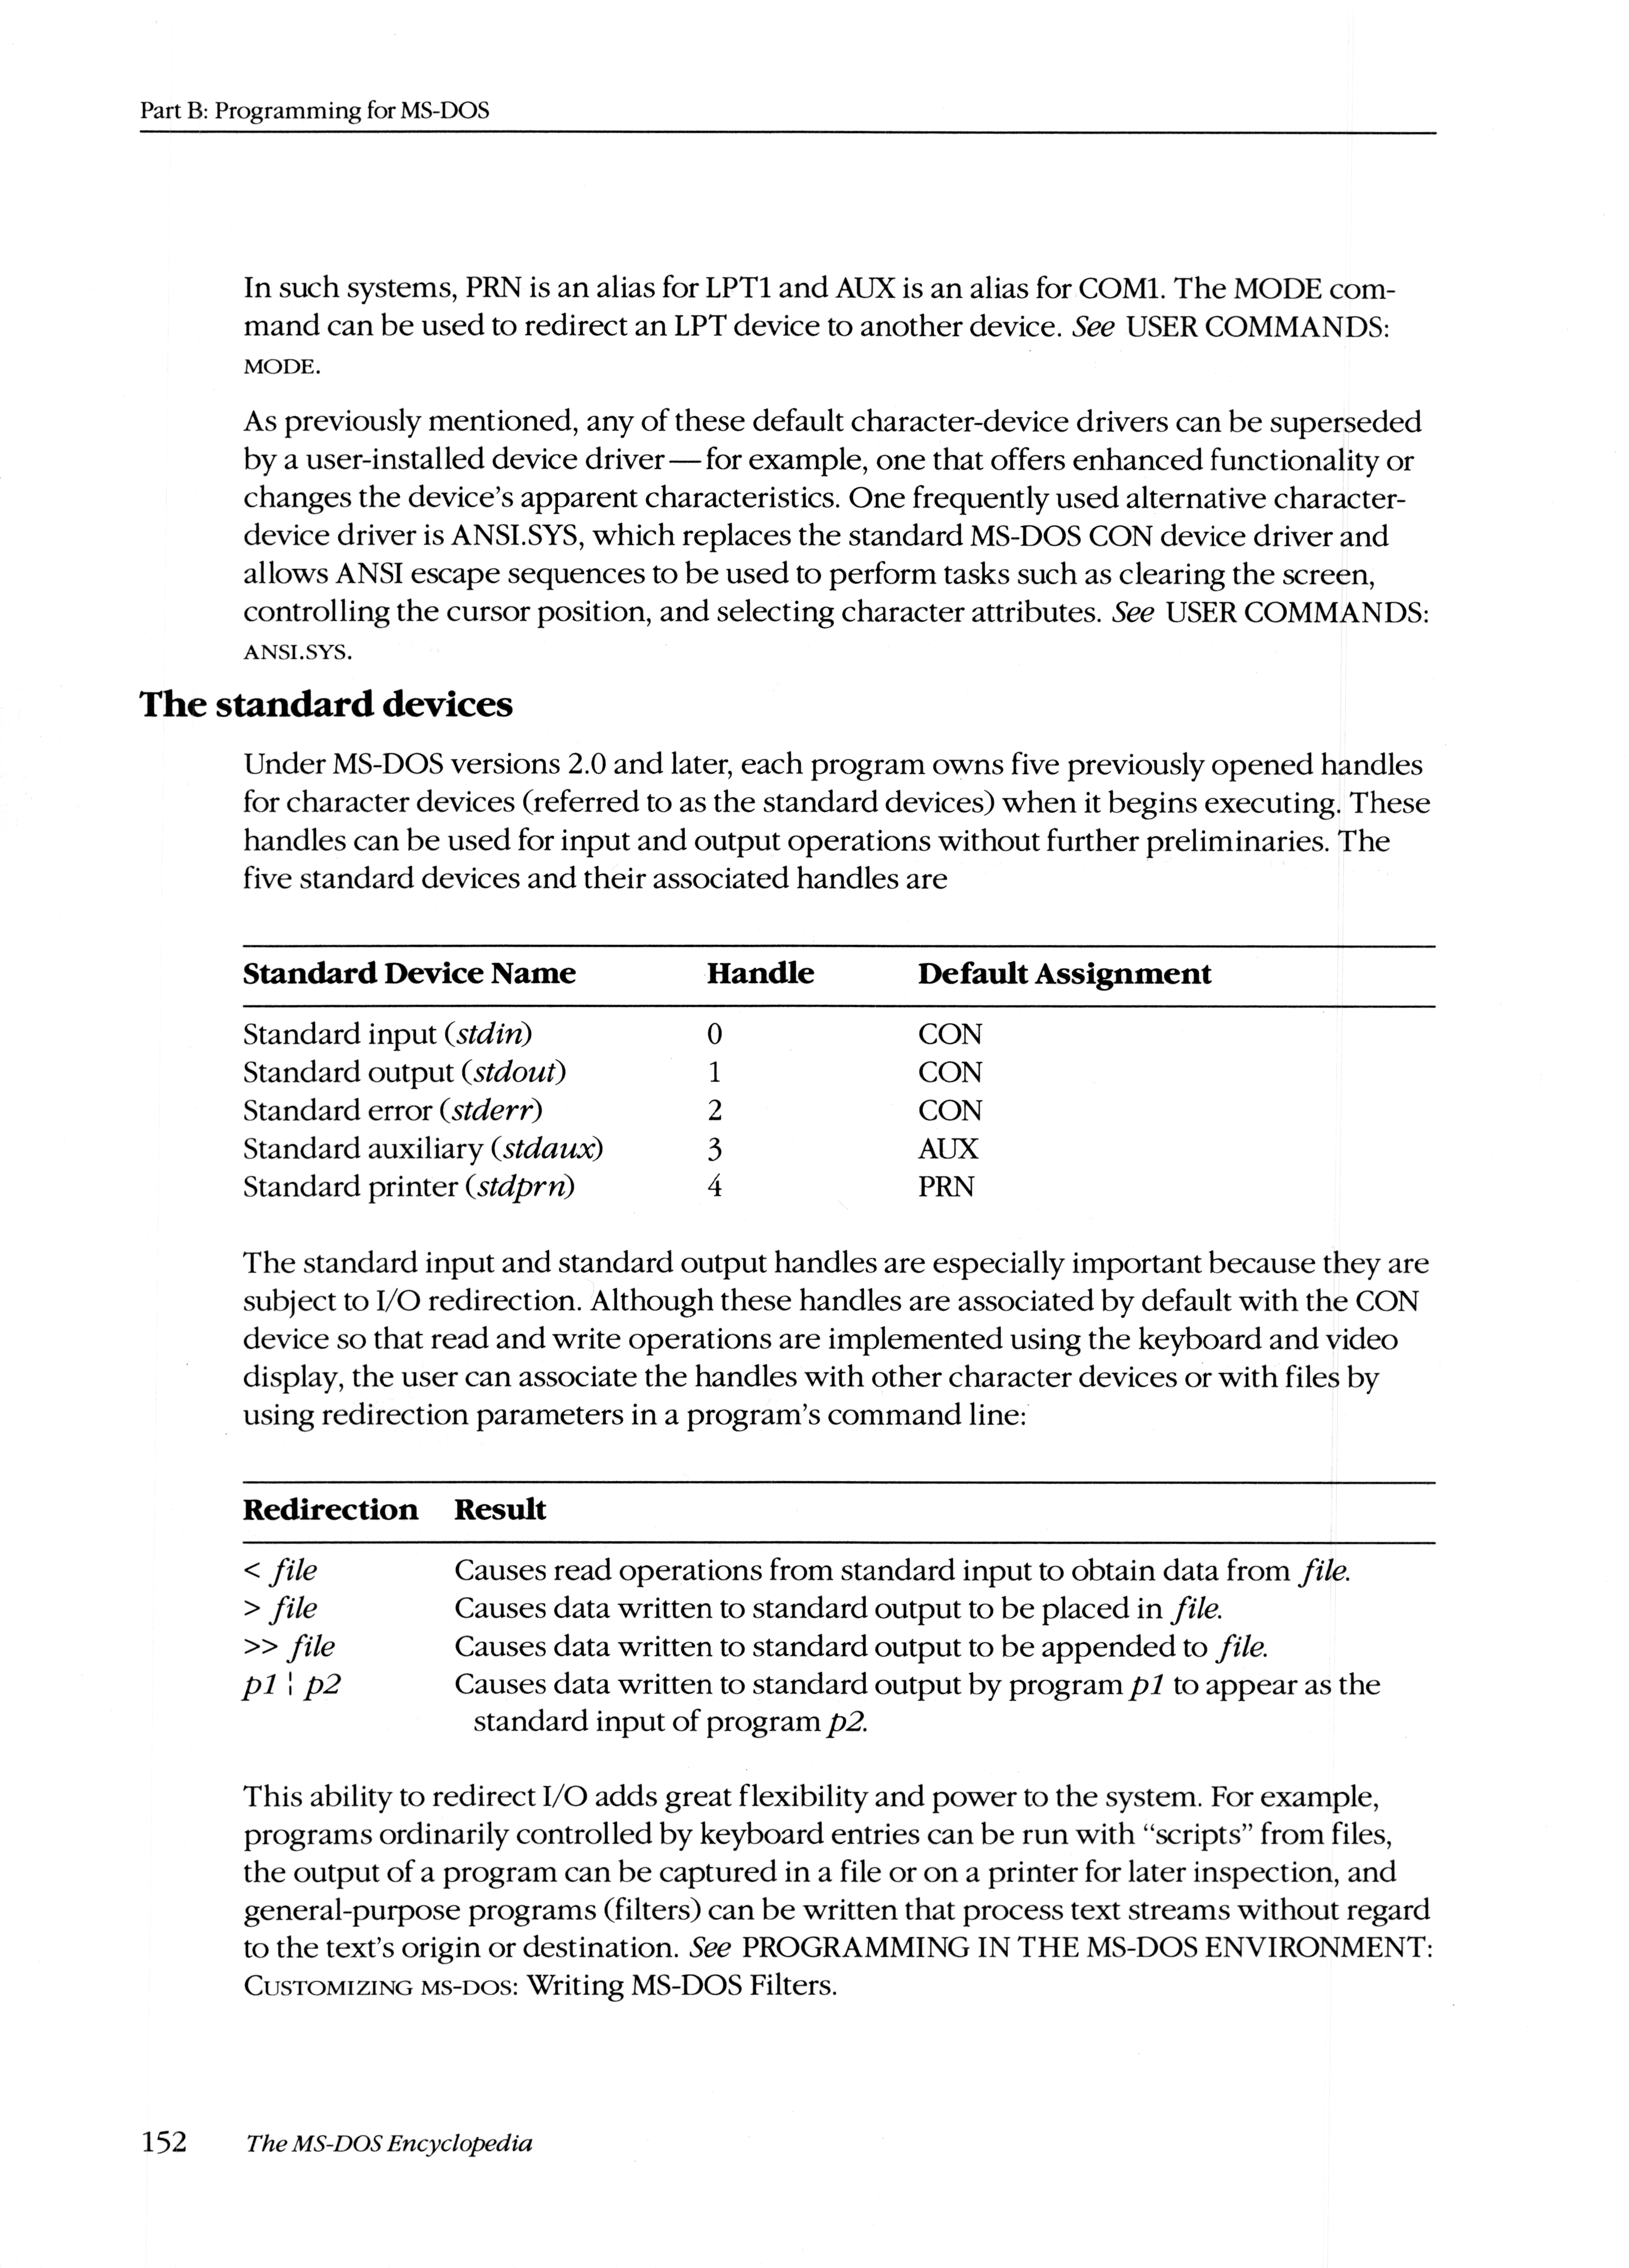 Part B: Programming for MS-DOS
In such systems, PRN is an alias for LPT1 and AUX is an alias for COM1. The MODE com-
mand can be used to redirect an LPT device to another device. See USER COMMANDS:
MODE.
As previously mentioned, any of these default character-device drivers can be superseded
by a user-installed device driver—for example, one that offers enhanced functionality or
changes the device's apparent characteristics. One frequently used alternative character-
device driver is ANSI.SYS, which replaces the standard MS-DOS CON device driver and
allows ANSI escape sequences to be used to perform tasks such as clearing the screen,
controlling the cursor position, and selecting character attributes. See USER COMMANDS:
ANSI.SYS.
The standard devices
Under MS-DOS versions 2.0 and later, each program owns five previously opened handles
for character devices (referred to as the standard devices) when it begins executing. These
handles can be used for input and output operations without further preliminaries. The
five standard devices and their associated handles are
Standard Device Name Handle Default Assignment
Standard input (stdin) 0 CON
Standard output (stdout) 1 CON
Standard error (stderr) 2 CON
Standard auxiliary (stdaux) 3 AUX
Standard printer (stdprn) 4 PRN
The standard input and standard output handles are especially important because they are
subject to I/O redirection. Although these handles are associated by default with the CON
device so that read and write operations are implemented using the keyboard and video
display, the user can associate the handles with other character devices or with files by
using redirection parameters in a program's command line:
Redirection Result
< file Causes read operations from standard input to obtain data from file.
> file Causes data written to standard output to be placed in file.
>> file Causes data written to standard output to be appended to file.
p1 ¦ p2 Causes data written to standard output by program p1 to appear as the
standard input of program p2.
This ability to redirect I/O adds great flexibility and power to the system. For example,
programs ordinarily controlled by keyboard entries can be run with “scripts” from files,
the output of a program can be captured in a file or on a printer for later inspection, and
general-purpose programs (filters) can be written that process text streams without regard
to the text's origin or destination. See PROGRAMMING IN THE MS-DOS ENVIRONMENT:
CUSTOMIZING MS-DOS: Writing MS-DOS Filters.
152 The MS-DOS Encyclopedia